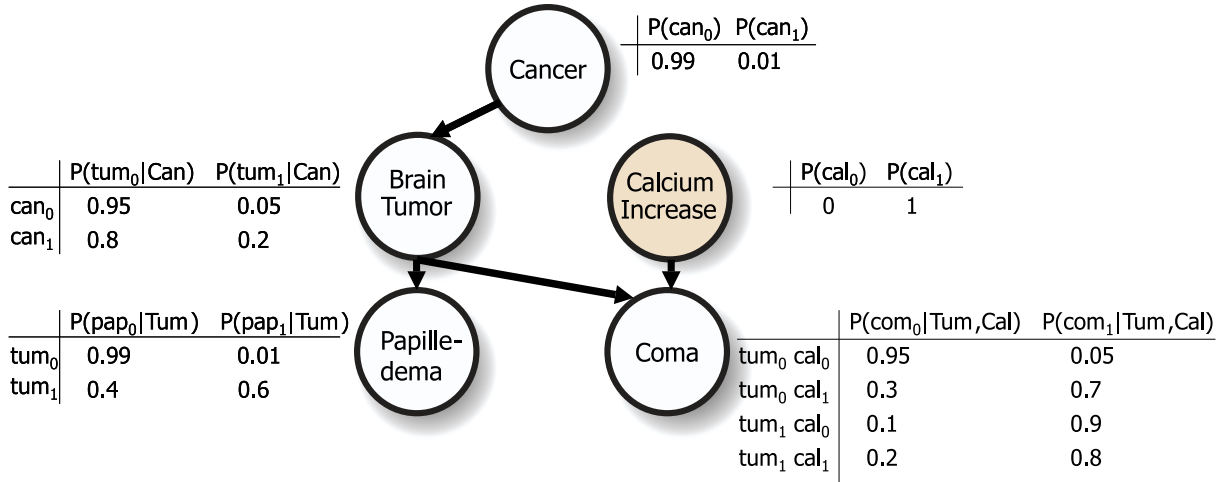 P(can₀) P(can₁)
0.99 0.01
Cancer
P(tum₀|Can) P(tum₁|Can)
can₀ 0.95 0.05
can₁ 0.8 0.2
Brain
Tumor
Calcium
Increase
P(cal₀) P(cal₁)
0 1
P(pap₀|Tum) P(pap₁|Tum)
tum₀ 0.99 0.01
tum₁ 0.4 0.6
Papille-
dema
Coma
P(com₀|Tum,Cal) P(com₁|Tum,Cal)
tum₀ cal₀ 0.95 0.05
tum₀ cal₁ 0.3 0.7
tum₁ cal₀ 0.1 0.9
tum₁ cal₁ 0.2 0.8